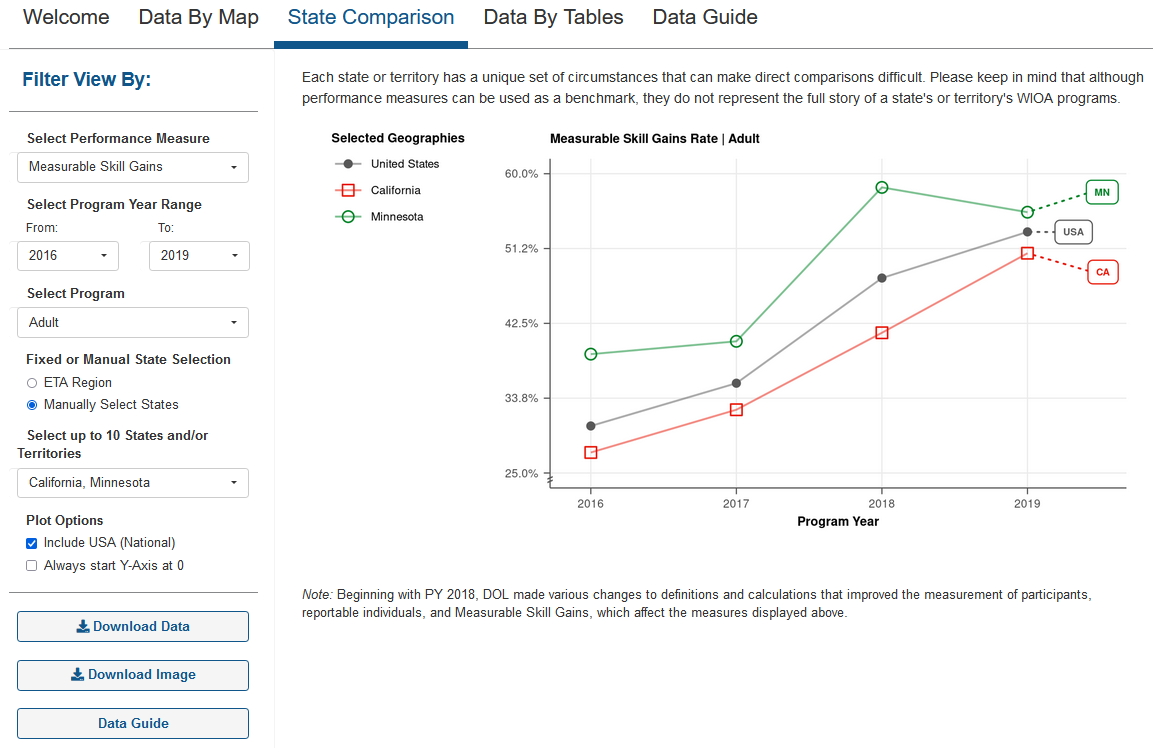 Welcome
Data By Map
State Comparison
Data By Tables
Data Guide
Filter View By:
Select Performance Measure
Measurable Skill Gains
Select Program Year Range
From:
To:
2016
2019
Select Program
Adult
Fixed or Manual State Selection
ETA Region
Manually Select States
Select up to 10 States and/or
Territories
California, Minnesota
Plot Options
Include USA (National)
Always start Y-Axis at 0
Download Data
Download Image
Data Guide
Each state or territory has a unique set of circumstances that can make direct comparisons difficult. Please keep in mind that although
performance measures can be used as a benchmark, they do not represent the full story of a state's or territory's WIOA programs.
Selected Geographies
United States
California
Minnesota
Measurable Skill Gains Rate | Adult
60.0%
51.2%
42.5%
33.8%
25.0%
MN
USA
CA
2016
2017
2018
2019
Program Year
Note: Beginning with PY 2018, DOL made various changes to definitions and calculations that improved the measurement of participants,
reportable individuals, and Measurable Skill Gains, which affect the measures displayed above.